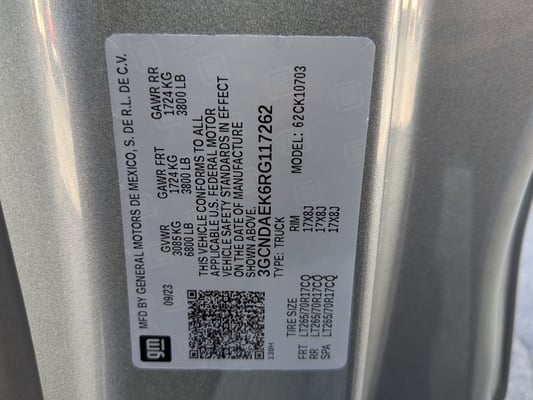 MFD BY GENERAL MOTORS DE MEXICO, S. DE R.L. DE C.V.
09/23
GVWR
3085 KG
6800 LB
GAWR FRT
1724 KG
3800 LB
GAWR RR
1724 KG
3800 LB
THIS VEHICLE CONFORMS TO ALL
APPLICABLE U.S. FEDERAL MOTOR
VEHICLE SAFETY STANDARDS IN EFFECT
ON THE DATE OF MANUFACTURE
SHOWN ABOVE.
3GCNDAEK6RG117262
TYPE: TRUCK
MODEL: 62CK10703
gm
130H
TIRE SIZE RIM
FRT LT265/70R17CQ 17X8J
RR LT265/70R17CQ 17X8J
SPA LT265/70R17CQ 17X8J